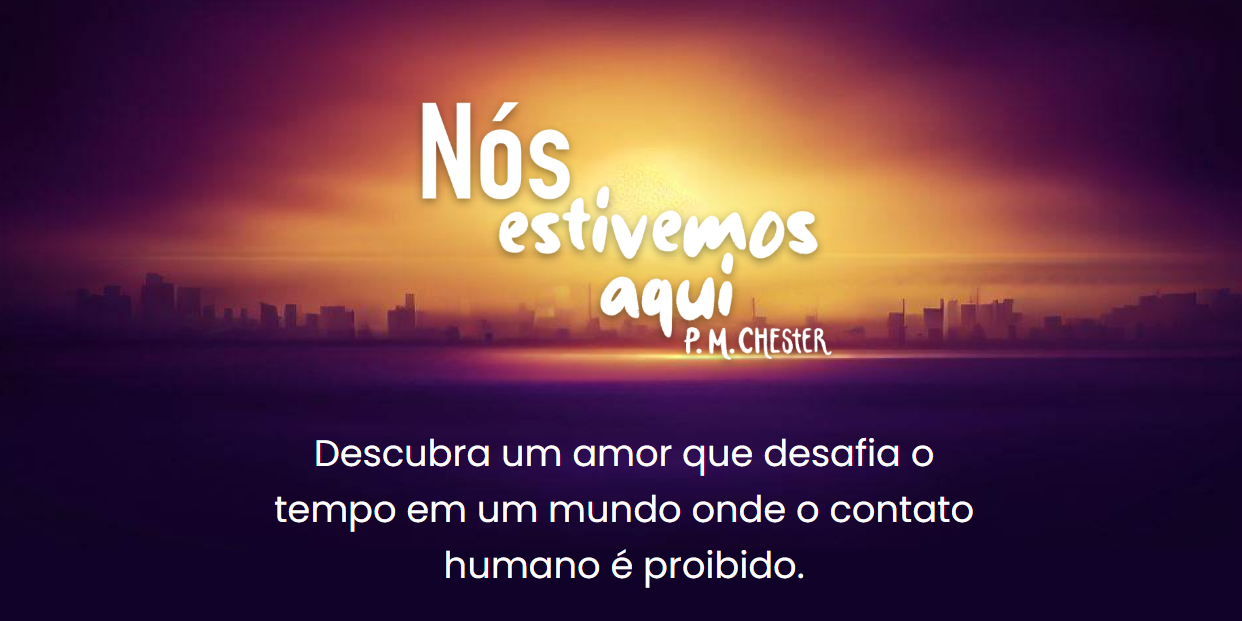 Nós
estivemos
aqui
P. M. CHESTER
Descubra um amor que desafia o
tempo em um mundo onde o contato
humano é proibido.